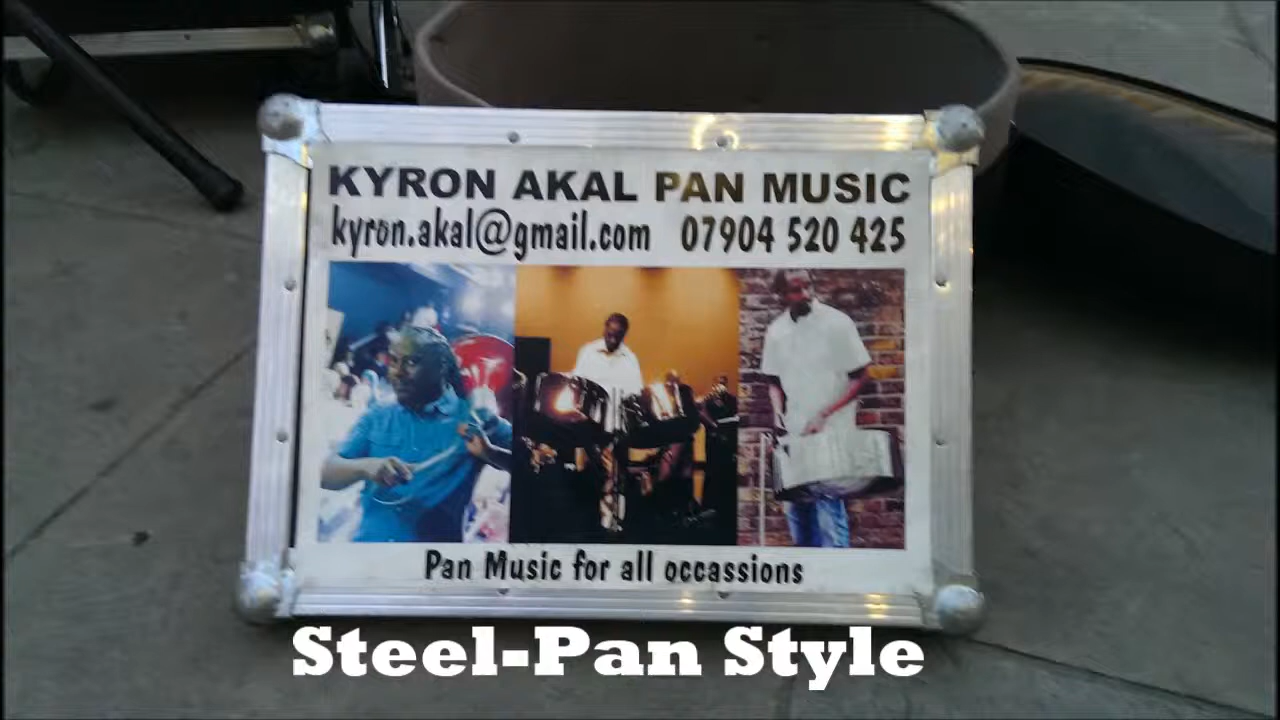 KYRON AKAL PAN MUSIC
kyron.akal@gmail.com 07904 520 425
Pan Music for all occassions
Steel-Pan Style